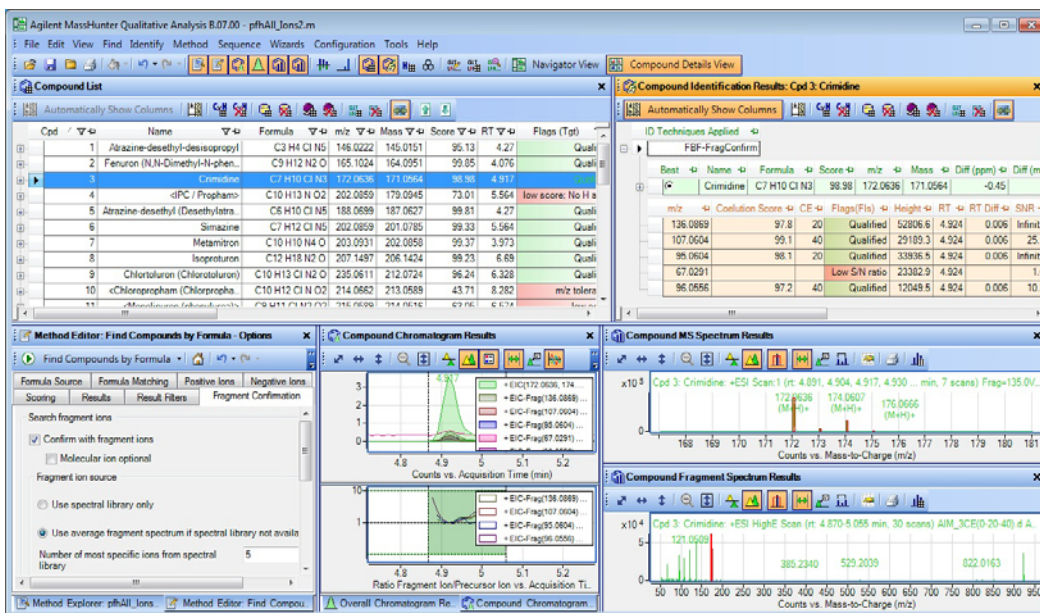 Agilent MassHunter Qualitative Analysis B.07.00 - pfhAll_Ions2.m
File Edit View Find Identify Method Sequence Wizards Configuration Tools Help
Navigator View Compound Details View
Compound List
Automatically Show Columns
Cpd Name Formula m/z Mass Score RT Flags (Tgt)
1 Atrazine-desethyl-desisopropyl C3 H4 Cl N5 146.0222 145.0151 95.13 4.27 Quali
2 Fenuron (N,N-Dimethyl-N-phen... C9 H12 N2 O 165.1024 164.0951 99.85 4.076 Quali
3 Crimidine C7 H10 Cl N3 172.0636 171.0564 98.98 4.917
4 <IPC / Propham> C10 H13 N O2 202.0859 179.0945 73.01 5.564 low score: No H a
5 Atrazine-desethyl (Desethylatra... C6 H10 Cl N5 188.0699 187.0627 99.81 4.27 Quali
6 Simazine C7 H12 Cl N5 202.0859 201.0785 99.33 5.564 Quali
7 Metamitron C10 H10 N4 O 203.0931 202.0858 99.37 3.973 Quali
8 Isoproturon C12 H18 N2 O 207.1497 206.1424 99.23 6.69 Quali
9 Chlortoluron (Chlorotoluron) C10 H13 Cl N2 O 235.0611 212.0724 96.24 6.328 Quali
10 <Chloropropham (Chlorpropha... C10 H12 Cl N O2 214.0662 213.0589 43.71 8.282 m/z tolera
11
Compound Identification Results: Cpd 3: Crimidine
Automatically Show Columns
ID Techniques Applied
FBF-FragConfirm
Best Name Formula Score m/z Mass Diff (ppm) Diff (m
Crimidine C7 H10 Cl N3 98.98 172.0636 171.0564 -0.45
m/z Coelution Score CE Flags(FIs) Height RT RT Diff SNR
136.0869 97.8 20 Qualified 52806.6 4.924 0.006 Infinit
107.0604 99.1 40 Qualified 29189.3 4.924 0.006 25.
95.0604 98.1 20 Qualified 33936.5 4.924 0.006 Infinit
67.0291 Low S/N ratio 23382.9 4.924 1.
96.0556 97.2 40 Qualified 12049.5 4.924 0.006 10.
Method Editor: Find Compounds by Formula - Options
Find Compounds by Formula
Formula Source Formula Matching Positive Ions Negative Ions
Scoring Results Result Filters Fragment Confirmation
Search fragment ions
Confirm with fragment ions
Molecular ion optional
Fragment ion source
Use spectral library only
Use average fragment spectrum if spectral library not availa
Number of most specific ions from spectral library 5
Method Explorer: pfhAll_Ions... Method Editor: Find Compou...
Compound Chromatogram Results
4.917
+EIC(172.0636, 174....
+EIC-Frag(136.0869) ...
+EIC-Frag(107.0604) ...
+EIC-Frag(95.0604) ...
+EIC-Frag(67.0291) ...
3
2
1
0
4.8 4.9 5 5.1 5.2
Counts vs. Acquisition Time (min)
10
1
+EIC-Frag(136.0869) ...
+EIC-Frag(107.0604) ...
+EIC-Frag(95.0604) ...
+EIC-Frag(96.0556) ...
4.8 4.9 5 5.1 5.2
Ratio Fragment Ion/Precursor Ion vs. Acquisition Ti...
Overall Chromatogram Re... Compound Chromatogram...
Compound MS Spectrum Results
x10 5 Cpd 3: Crimidine: +ESI Scan:1 (rt: 4.891, 4.904, 4.917, 4.930 ... min, 7 scans) Frag=135.0V...
172.0636 174.0607 176.0666
(M+H)+ (M+H)+ (M+H)+
4
2
0
168 169 170 171 172 173 174 175 176 177 178 179 180 181
Counts vs. Mass-to-Charge (m/z)
Compound Fragment Spectrum Results
x10 4 Cpd 3: Crimidine: +ESI HighE Scan (rt: 4.870-5.055 min, 30 scans) AIM_3CE(0-20-40) d A...
121.0509
5
385.2340 529.2039 822.0163
0
50 100 150 200 250 300 350 400 450 500 550 600 650 700 750 800 850 900 950
Counts vs. Mass-to-Charge (m/z)